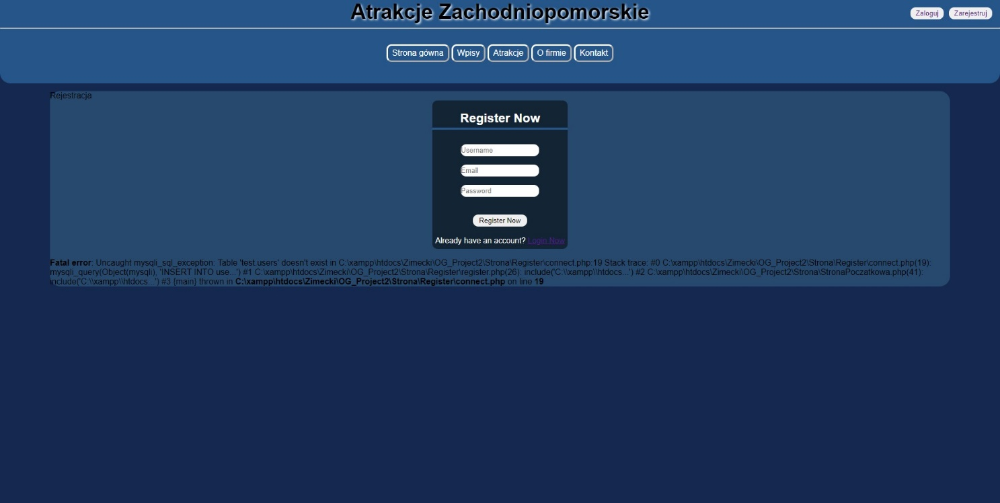 Atrakcje Zachodniopomorskie
Zaloguj Zarejestruj
Strona gówna Wpisy Atrakcje O firmie Kontakt
Rejestracja
Register Now
Username
Email
Password
Register Now
Already have an account? Login Now
Fatal error: Uncaught mysqli_sql_exception: Table 'test.users' doesn't exist in C:\xampp\htdocs\Zimecki\OG_Project2\Strona\Register\connect.php:19 Stack trace: #0 C:\xampp\htdocs\Zimecki\OG_Project2\Strona\Register\connect.php(19):
mysqli_query(Object(mysqli), 'INSERT INTO use...') #1 C:\xampp\htdocs\Zimecki\OG_Project2\Strona\Register\register.php(26): include('C:\\xampp\\htdocs...') #2 C:\xampp\htdocs\Zimecki\OG_Project2\Strona\StronaPoczatkowa.php(41):
include('C:\\xampp\\htdocs...') #3 {main} thrown in C:\xampp\htdocs\Zimecki\OG_Project2\Strona\Register\connect.php on line 19